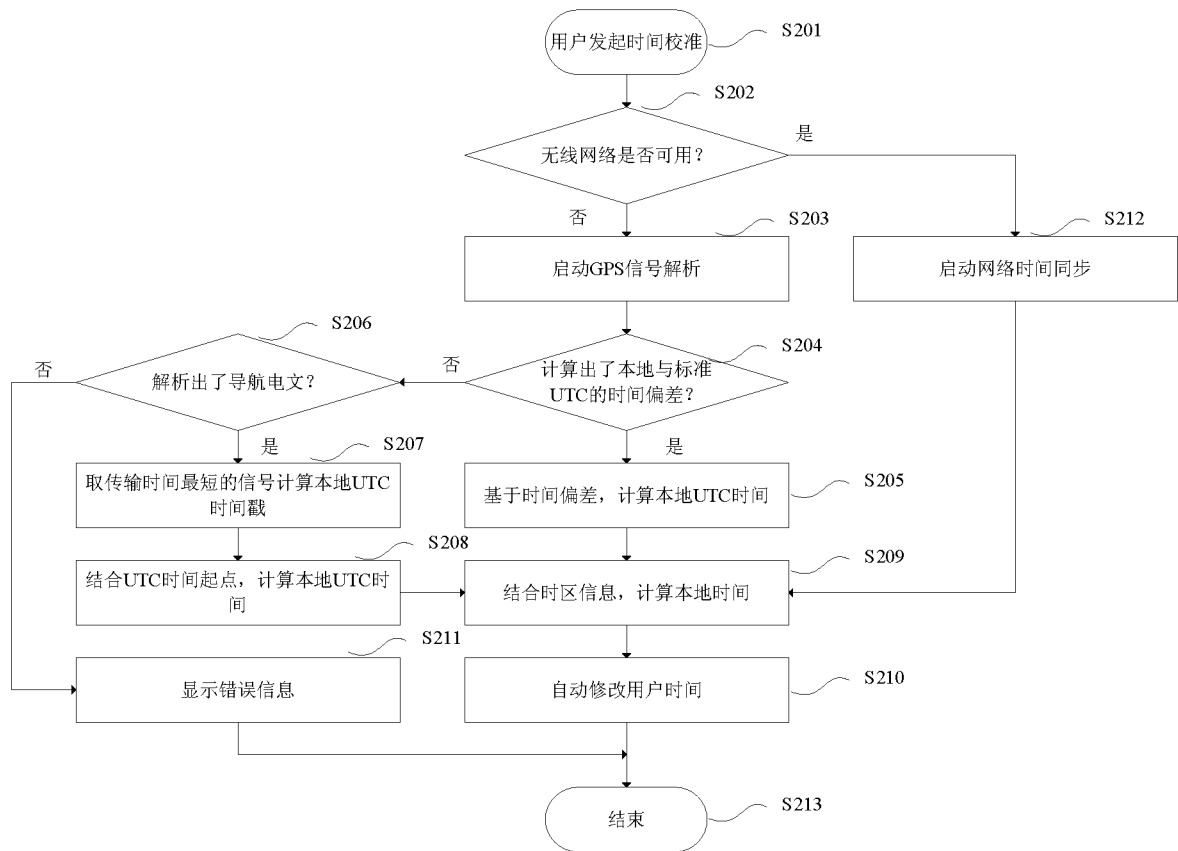 用户发起时间校准
S201
S202
无线网络是否可用？
是
否
S203
S212
启动GPS信号解析
启动网络时间同步
S206
S204
否
解析出了导航电文？
否
计算出了本地与标准
UTC的时间偏差？
是
S207
是
取传输时间最短的信号计算本地UTC
时间戳
基于时间偏差，计算本地UTC时间
S205
S208
S209
结合UTC时间起点，计算本地UTC时
间
结合时区信息，计算本地时间
S211
显示错误信息
自动修改用户时间
S210
结束
S213